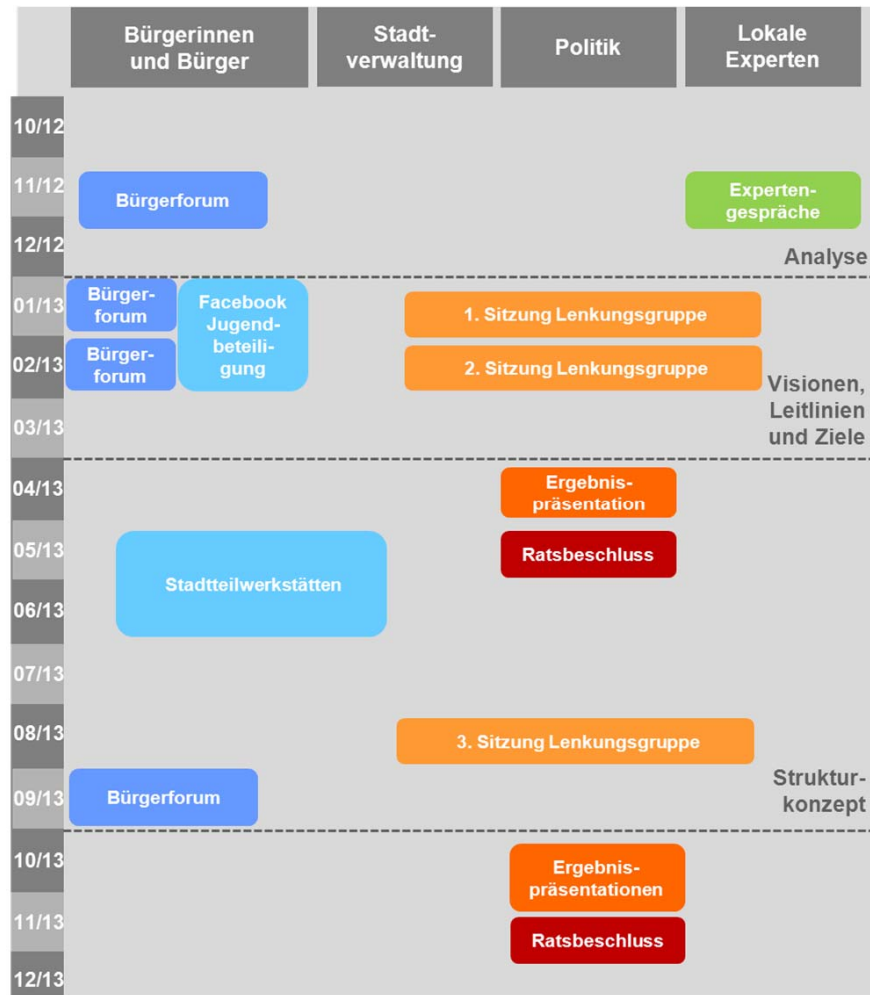 Bürgerinnen
und Bürger
Stadt-
verwaltung
Politik
Lokale
Experten
10/12
11/12
Bürgerforum
Experten-
gespräche
12/12
Analyse
01/13
Bürger-
forum
Facebook
Jugend-
beteili-
gung
1. Sitzung Lenkungsgruppe
02/13
Bürger-
forum
2. Sitzung Lenkungsgruppe
Visionen,
Leitlinien
und Ziele
03/13
04/13
Ergebnis-
präsentation
05/13
Ratsbeschluss
Stadtteilwerkstätten
06/13
07/13
08/13
3. Sitzung Lenkungsgruppe
09/13
Bürgerforum
Struktur-
konzept
10/13
Ergebnis-
präsentationen
11/13
Ratsbeschluss
12/13